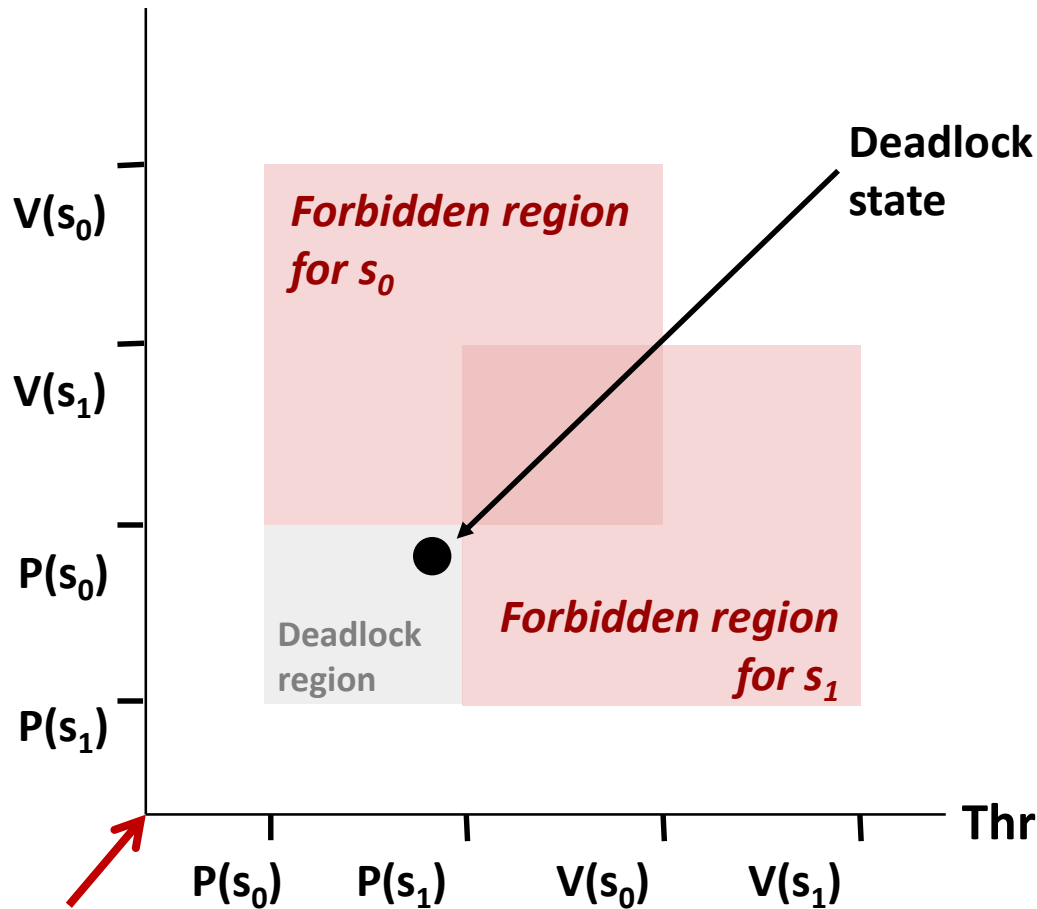 Deadlock
state
Forbidden region
for s₀
V(s₀)
V(s₁)
P(s₀)
P(s₁)
Deadlock
region
Forbidden region
for s₁
Thr
P(s₀) P(s₁) V(s₀) V(s₁)